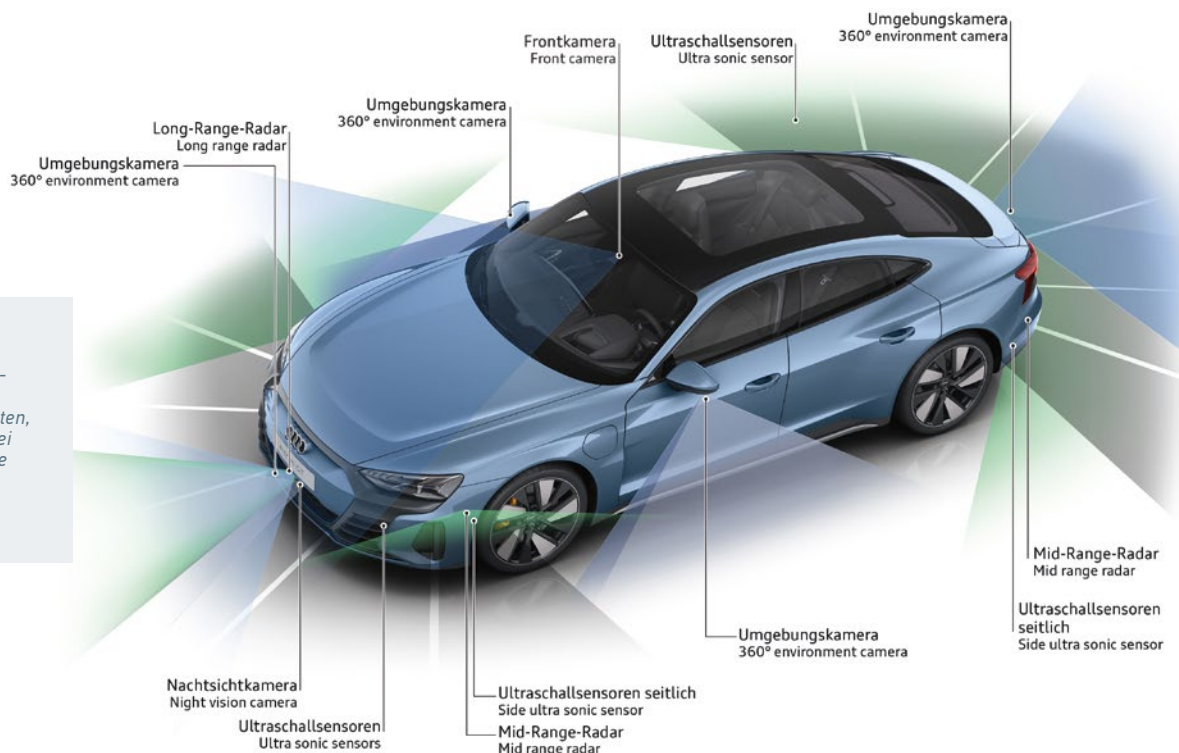 Umgebungskamera
360° environment camera
Frontkamera
Front camera
Ultraschallsensoren
Ultra sonic sensor
Umgebungskamera
360° environment camera
Long-Range-Radar
Long range radar
Umgebungskamera
360° environment camera
ten,
ei
e
Mid-Range-Radar
Mid range radar
Ultraschallsensoren
seitlich
Side ultra sonic sensor
Umgebungskamera
360° environment camera
Nachtsichtkamera
Night vision camera
Ultraschallsensoren seitlich
Side ultra sonic sensor
Ultraschallsensoren
Ultra sonic sensors
Mid-Range-Radar
Mid range radar